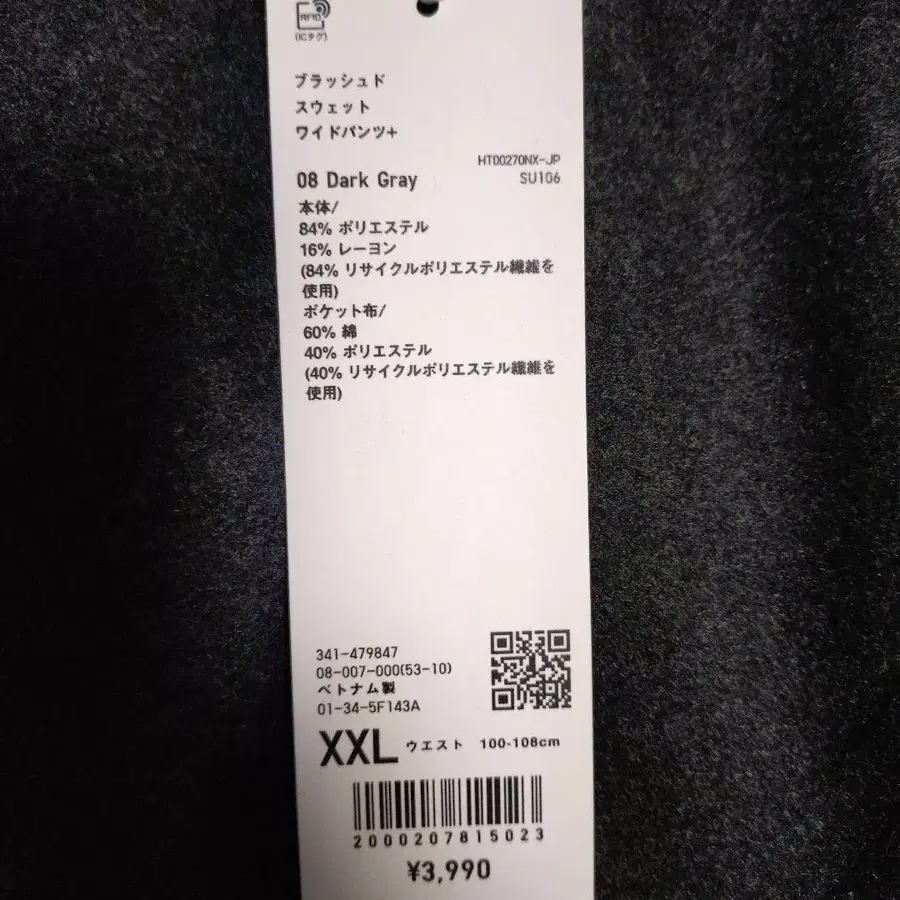 RFID
(ICタグ)
ブラッシュド
スウェット
ワイドパンツ+
HT00270NX-JP
08 Dark Gray
SU106
本体/
84% ポリエステル
16% レーヨン
(84% リサイクルポリエステル繊維を
使用)
ポケット布/
60% 綿
40% ポリエステル
(40% リサイクルポリエステル繊維を
使用)
341-479847
08-007-000(53-10)
ベトナム製
01-34-5F143A
XXL ウエスト 100-108cm
2000207815023
¥3,990